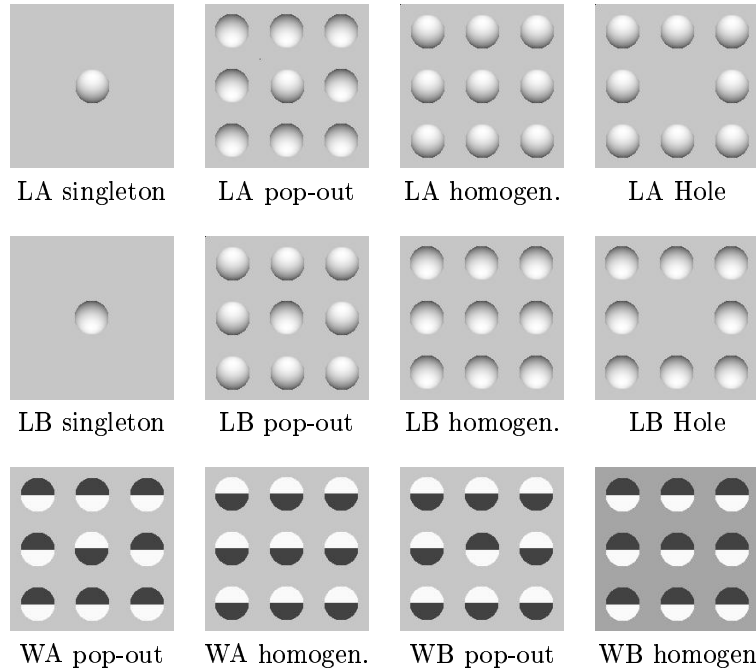 LA singleton LA pop-out LA homogen. LA Hole
LB singleton LB pop-out LB homogen. LB Hole
WA pop-out WA homogen. WB pop-out WB homogen